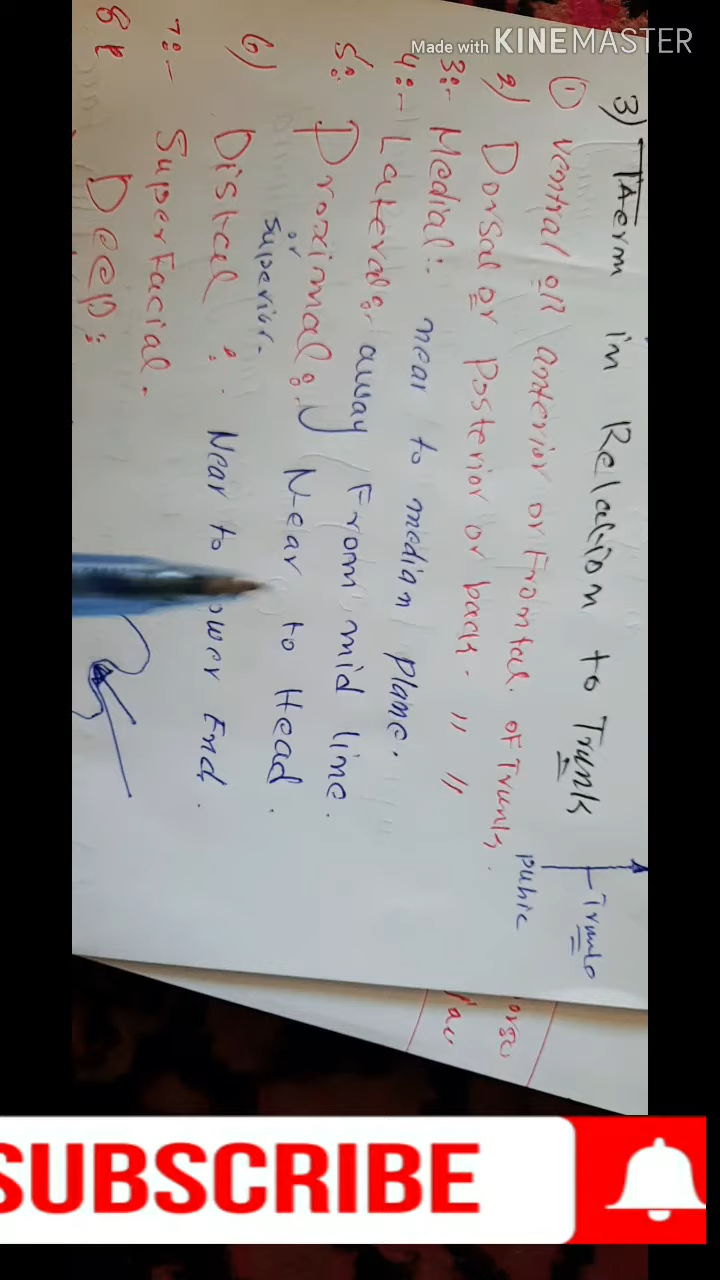 Made with KINEMASTER
3) TAerm in Relation to Trunk
Trunk
① ventral OR anterior or Frontal. of Trunk,
pubic
2) Dorsal or Posterior or back. " "
3:- Medial:- near to median plane.
4:- Lateral: away From mid line.
5:- Proximal: Near to Head.
or
superior.
6) Distal : Near to ower End.
7:- SuperFacial.
8: Deep:
SUBSCRIBE